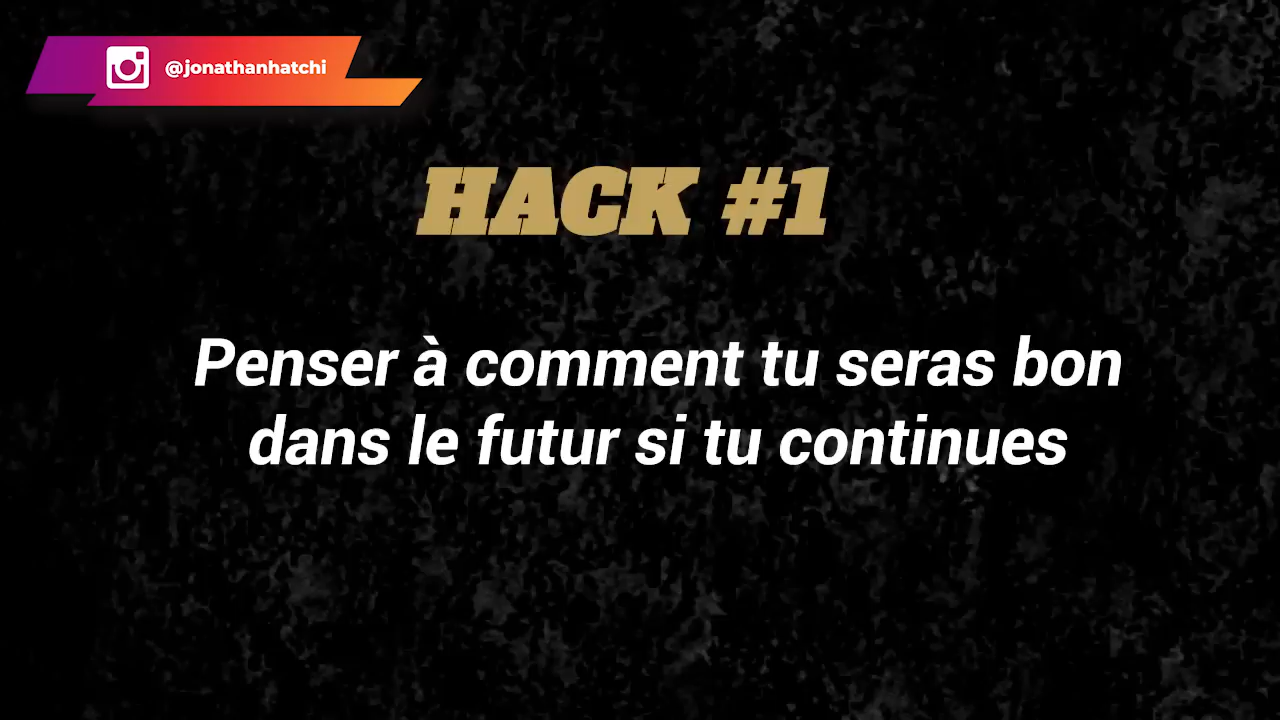 @jonathanhatchi
HACK #1
Penser à comment tu seras bon
dans le futur si tu continues